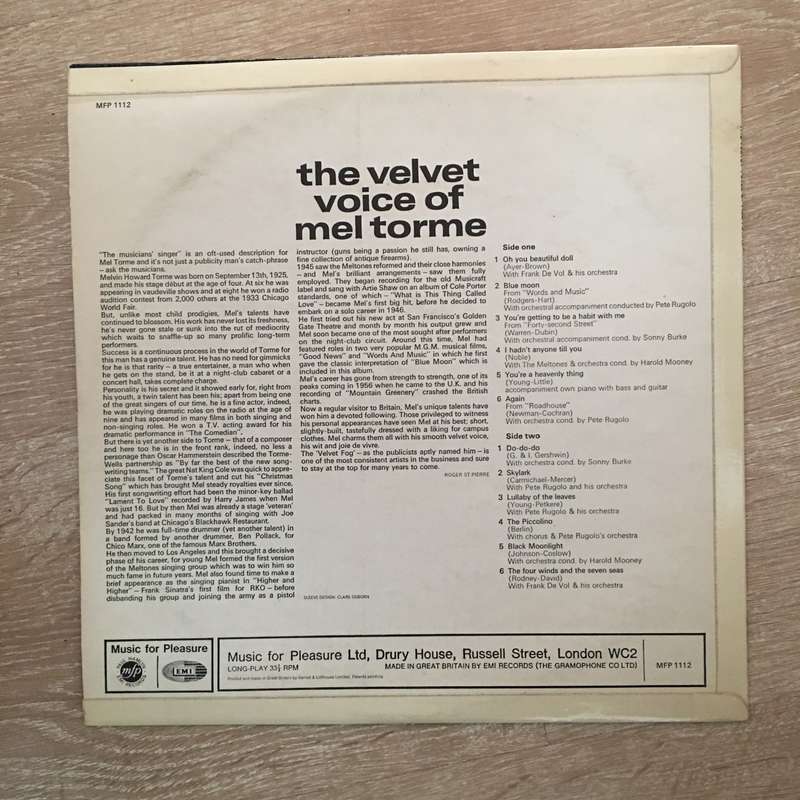 MFP 1112
the velvet
voice of
mel torme
"The musicians' singer" is an oft-used description for
Mel Torme and it's not just a publicity man's catch-phrase
– ask the musicians.
Melvin Howard Torme was born on September 13th, 1925,
and made his stage début at the age of four. At six he was
appearing in vaudeville shows and at eight he won a radio
audition contest from 2,000 others at the 1933 Chicago
World Fair.
But, unlike most child prodigies, Mel's talents have
continued to blossom. His work has never lost its freshness,
he's never gone stale or sunk into the rut of mediocrity
which waits to snaffle-up so many prolific long-term
performers.
Success is a continuous process in the world of Torme for
this man has a genuine talent. He has no need for gimmicks
for he is that rarity – a true entertainer, a man who when
he gets on the stand, be it at a night-club cabaret or a
concert hall, takes complete charge.
Personality is his secret and it showed early for, right from
his youth, a twin talent has been his; apart from being one
of the great singers of our time, he is a fine actor, indeed,
he was playing dramatic roles on the radio at the age of
nine and has appeared in many films in both singing and
non-singing roles. He won a T.V. acting award for his
dramatic performance in "The Comedian".
But there is yet another side to Torme – that of a composer
and here too he is in the front rank, indeed, no less a
personage than Oscar Hammerstein described the Torme-
Wells partnership as "By far the best of the new song-
writing teams." The great Nat King Cole was quick to appre-
ciate this facet of Torme's talent and cut his "Christmas
Song" which has brought Mel steady royalties ever since.
His first songwriting effort had been the minor-key ballad
"Lament To Love" recorded by Harry James when Mel
was just 16. But by then Mel was already a stage 'veteran'
and had packed in many months of singing with Joe
Sander's band at Chicago's Blackhawk Restaurant.
By 1942 he was full-time drummer (yet another talent) in
a band formed by another drummer, Ben Pollack, for
Chico Marx, one of the famous Marx Brothers.
He then moved to Los Angeles and this brought a decisive
phase of his career, for young Mel formed the first version
of the Meltones singing group which was to win him so
much fame in future years. Mel also found time to make a
brief appearance as the singing pianist in "Higher and
Higher" – Frank Sinatra's first film for RKO – before
disbanding his group and joining the army as a pistol
instructor (guns being a passion he still has, owning a
fine collection of antique firearms).
1945 saw the Meltones reformed and their close harmonies
– and Mel's brilliant arrangements – saw them fully
employed. They began recording for the old Musicraft
label and sang with Artie Shaw on an album of Cole Porter
standards, one of which – "What is This Thing Called
Love" – became Mel's first big hit, before he decided to
embark on a solo career in 1946.
He first tried out his new act at San Francisco's Golden
Gate Theatre and month by month his output grew and
Mel soon became one of the most sought after performers
on the night-club circuit. Around this time, Mel had
featured roles in two very popular M.G.M. musical films,
"Good News" and "Words And Music" in which he first
gave the classic interpretation of "Blue Moon" which is
included in this album.
Mel's career has gone from strength to strength, one of its
peaks coming in 1956 when he came to the U.K. and his
recording of "Mountain Greenery" crashed the British
charts.
Now a regular visitor to Britain, Mel's unique talents have
won him a devoted following. Those privileged to witness
his personal appearances have seen Mel at his best; short,
slightly-built, tastefully dressed with a liking for campus
clothes. Mel charms them all with his smooth velvet voice,
his wit and joie de vivre.
The 'Velvet Fog' – as the publicists aptly named him – is
one of the most consistent artists in the business and sure
to stay at the top for many years to come.
ROGER ST-PIERRE
SLEEVE DESIGN: CLARE OSBORN
Side one
1 Oh you beautiful doll
(Ayer-Brown)
With Frank De Vol & his orchestra
2 Blue moon
From "Words and Music"
(Rodgers-Hart)
With orchestral accompaniment conducted by Pete Rugolo
3 You're getting to be a habit with me
From "Forty-second Street"
(Warren-Dubin)
With orchestral accompaniment cond. by Sonny Burke
4 I hadn't anyone till you
(Noble)
With The Meltones & orchestra cond. by Harold Mooney
5 You're a heavenly thing
(Young-Little)
accompaniment own piano with bass and guitar
6 Again
From "Roadhouse"
(Newman-Cochran)
With orchestra cond. by Pete Rugolo
Side two
1 Do-do-do
(G. & I. Gershwin)
With orchestra cond. by Sonny Burke
2 Skylark
(Carmichael-Mercer)
With Pete Rugolo and his orchestra
3 Lullaby of the leaves
(Young-Petkere)
With Pete Rugolo & his orchestra
4 The Piccolino
(Berlin)
With chorus & Pete Rugolo's orchestra
5 Black Moonlight
(Johnson-Coslow)
With orchestra cond. by Harold Mooney
6 The four winds and the seven seas
(Rodney-David)
With Frank De Vol & his orchestra
Music for Pleasure
mfp
EMI
Music for Pleasure Ltd, Drury House, Russell Street, London WC2
LONG-PLAY 33⅓ RPM
MADE IN GREAT BRITAIN BY EMI RECORDS (THE GRAMOPHONE CO LTD)
Printed and made in Great Britain by Garrod & Lofthouse Limited. Patents pending
MFP 1112